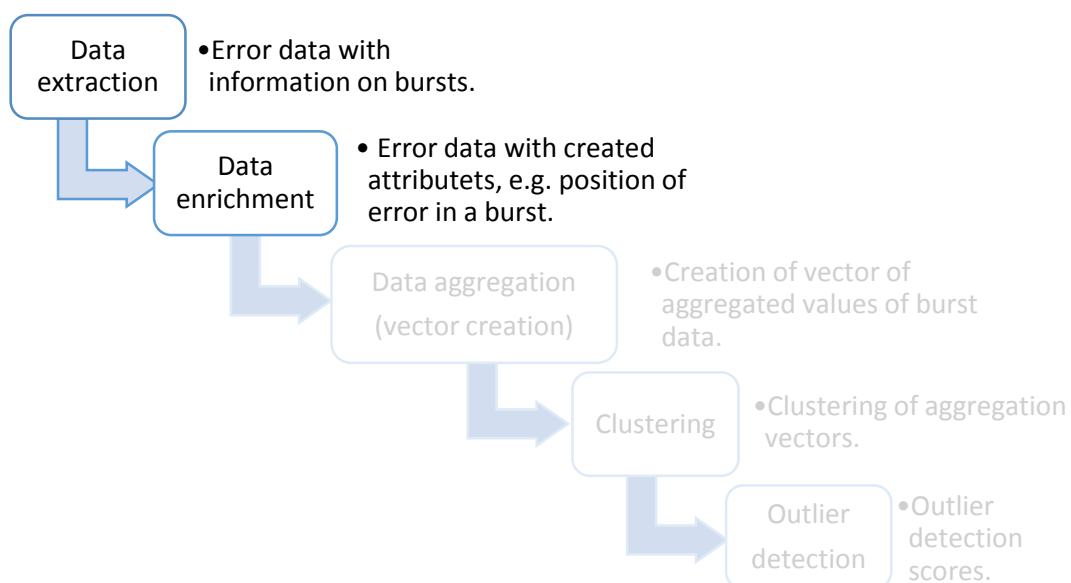 Data
extraction
•Error data with
information on bursts.
Data
enrichment
• Error data with created
attributets, e.g. position of
error in a burst.
Data aggregation
(vector creation)
•Creation of vector of
aggregated values of burst
data.
Clustering
•Clustering of aggregation
vectors.
Outlier
detection
•Outlier
detection
scores.